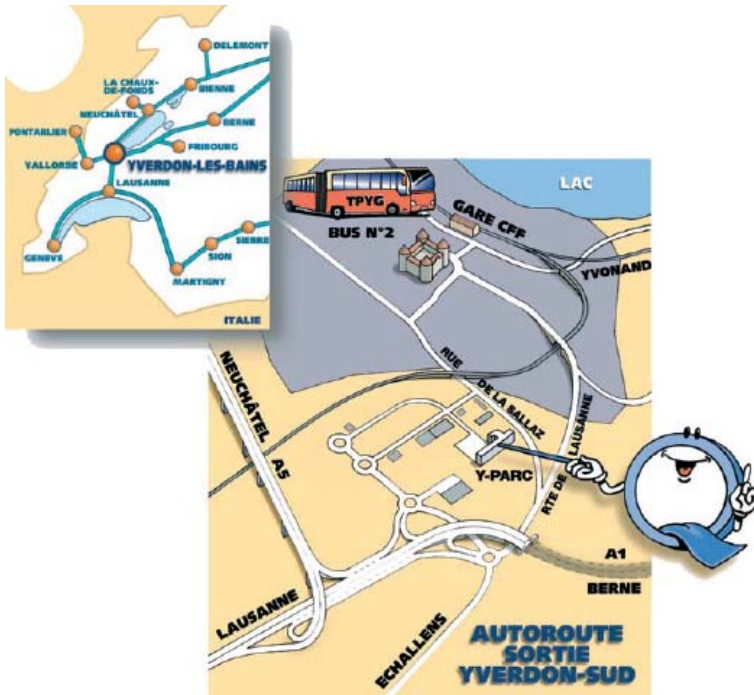 DELEMONT
LA CHAUX-
DE-FONDS
BIENNE
NEUCHÂTEL
BERNE
PONTARLIER
FRIBOURG
YVERDON-LES-BAINS
VALLORBE
LAUSANNE
SIERRE
SION
GENEVE
MARTIGNY
ITALIE
LAC
TPYG
GARE CFF
BUS N°2
YVONAND
RUE
DE LA SALLAZ
NEUCHÂTEL A5
RTE DE LAUSANNE
Y-PARC
A1
BERNE
LAUSANNE
ECHALLENS
AUTOROUTE
SORTIE
YVERDON-SUD